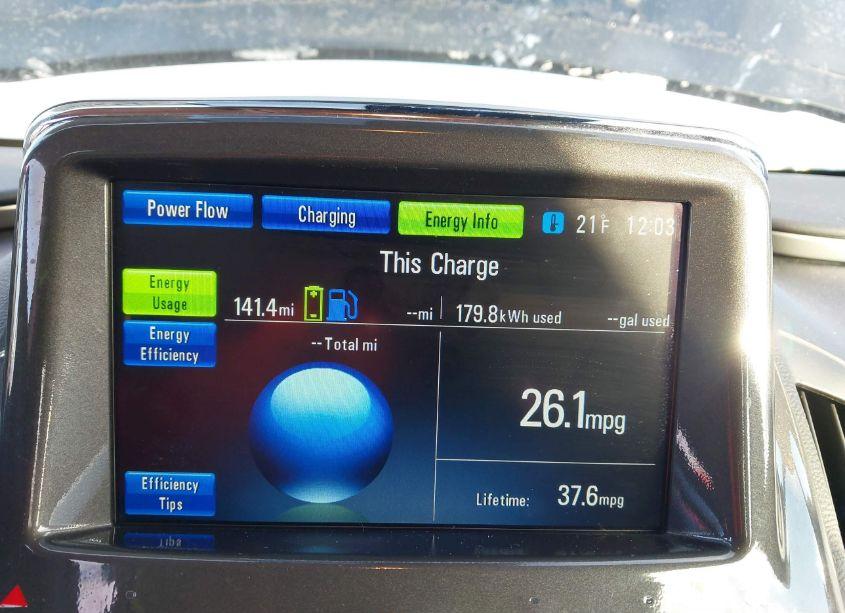 Power Flow
Charging
Energy Info
21°F 12:03
This Charge
Energy
Usage
141.4mi
--mi
179.8kWh used
--gal used
Energy
Efficiency
--Total mi
26.1mpg
Efficiency
Tips
Lifetime: 37.6mpg